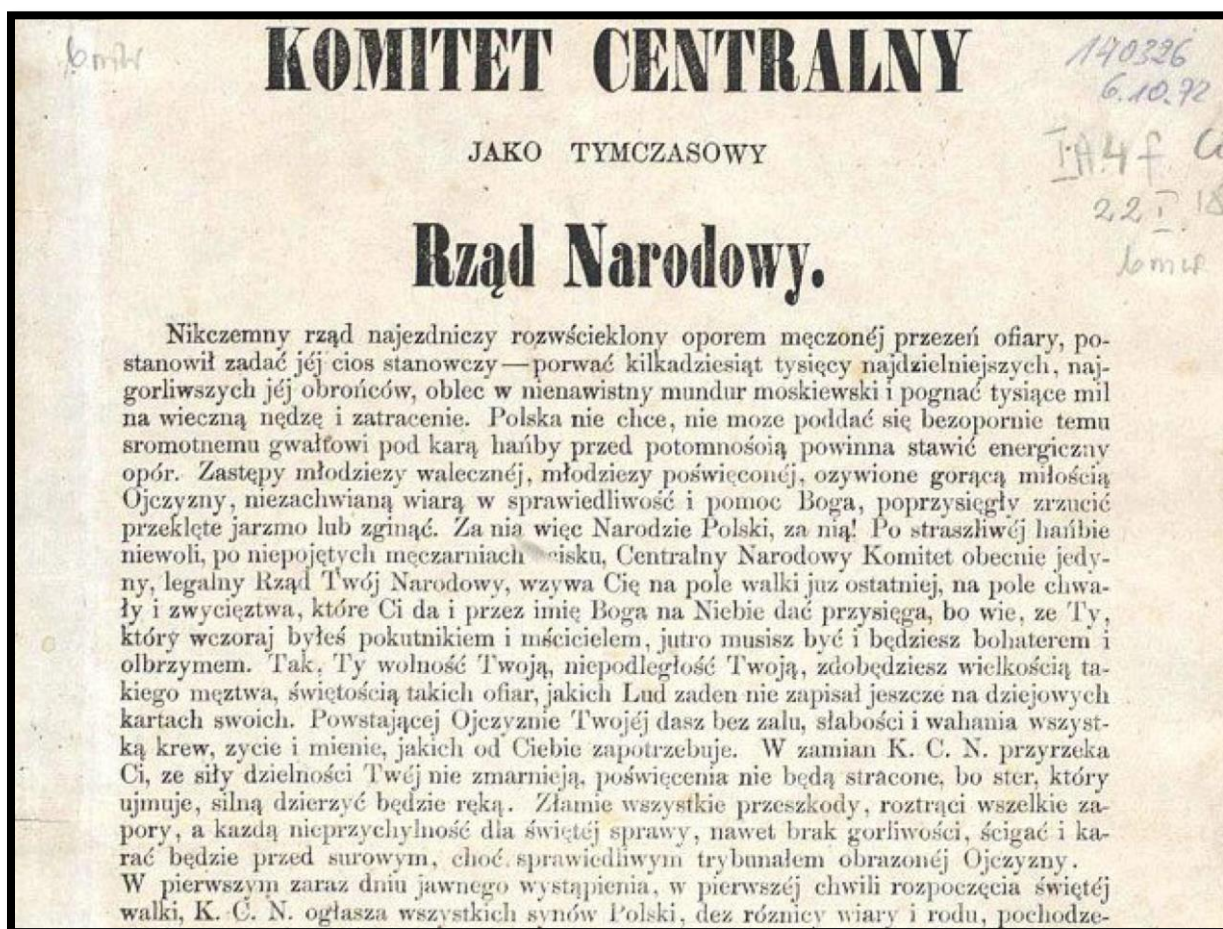 KOMITET CENTRALNY
JAKO TYMCZASOWY
Rząd Narodowy.
140326
6.10.72
I A.4 f
22 I. 18
Nikczemny rząd najezdniczy rozwścieklony oporem męczonéj przezeń ofiary, po-
stanowił zadać jéj cios stanowczy—porwać kilkadziesiąt tysięcy najdzielniejszych, naj-
gorliwszych jéj obrońców, oblec w nienawistny mundur moskiewski i pognać tysiące mil
na wieczną nędzę i zatracenie. Polska nie chce, nie moze poddać się bezopornie temu
sromotnemu gwałtowi pod karą hańby przed potomnośoią powinna stawić energiczny
opór. Zastępy młodziezy walecznéj, młodziezy poświęconéj, ozywione gorącą miłością
Ojczyzny, niezachwianą wiarą w sprawiedliwość i pomoc Boga, poprzysięgły zrzucić
przeklęte jarzmo lub zginąć. Za nia więc Narodzie Polski, za nią! Po straszliwéj hańbie
niewoli, po niepojętych męczarniach cisku, Centralny Narodowy Komitet obecnie jedy-
ny, legalny Rząd Twój Narodowy, wzywa Cię na pole walki juz ostatniej, na pole chwa-
ły i zwycięztwa, które Ci da i przez imię Boga na Niebie dać przysięga, bo wie, ze Ty,
który wczoraj byłeś pokutnikiem i mścicielem, jutro musisz być i będziesz bohaterem i
olbrzymem. Tak, Ty wolność Twoją, niepodległość Twoją, zdobędziesz wielkością ta-
kiego męztwa, świętością takich ofiar, jakich Lud zaden nie zapisał jeszcze na dziejowych
kartach swoich. Powstającej Ojczyznie Twojéj dasz bez zalu, słabości i wahania wszyst-
ką krew, zycie i mienie, jakich od Ciebie zapotrzebuje. W zamian K. C. N. przyrzeka
Ci, ze siły dzielności Twéj nie zmarnieją, poświęcenia nie będą stracone, bo ster, który
ujmuje, silną dzierzyć będzie ręką. Złamie wszystkie przeszkody, roztrąci wszelkie za-
pory, a kazdą nieprzychylność dla świętéj sprawy, nawet brak gorliwości, ścigać i ka-
rać będzie przed surowym, choć sprawiedliwym trybunałem obrazonéj Ojczyzny.
W pierwszym zaraz dniu jawnego wystąpienia, w pierwszéj chwili rozpoczęcia świętéj
walki, K. C. N. ogłasza wszystkich synów Polski, dez róznicy wiary i rodu, pochodze-